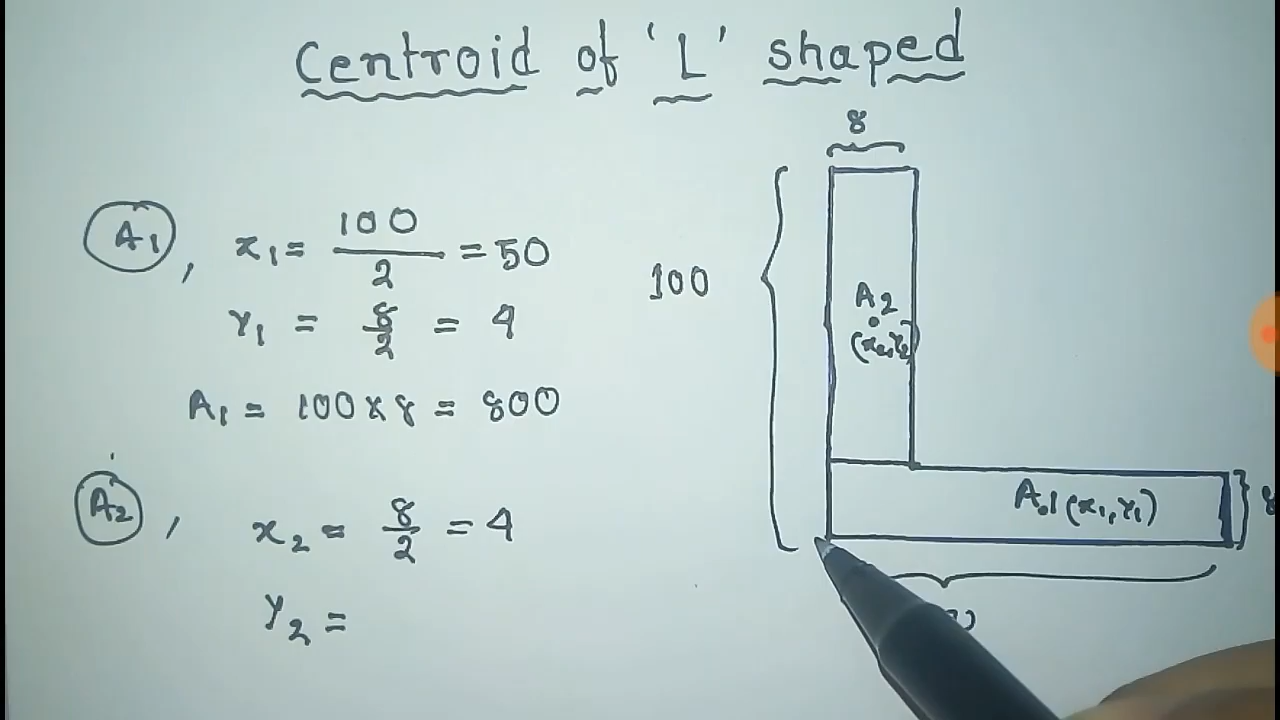 Centroid of 'L' shaped
8
A1, x1 = 100/2 = 50
Y1 = 8/2 = 4
A1 = 100 x 8 = 800
100
A2
(x2, Y2)
A1 (x1, Y1)
8
A2, x2 = 8/2 = 4
Y2 =